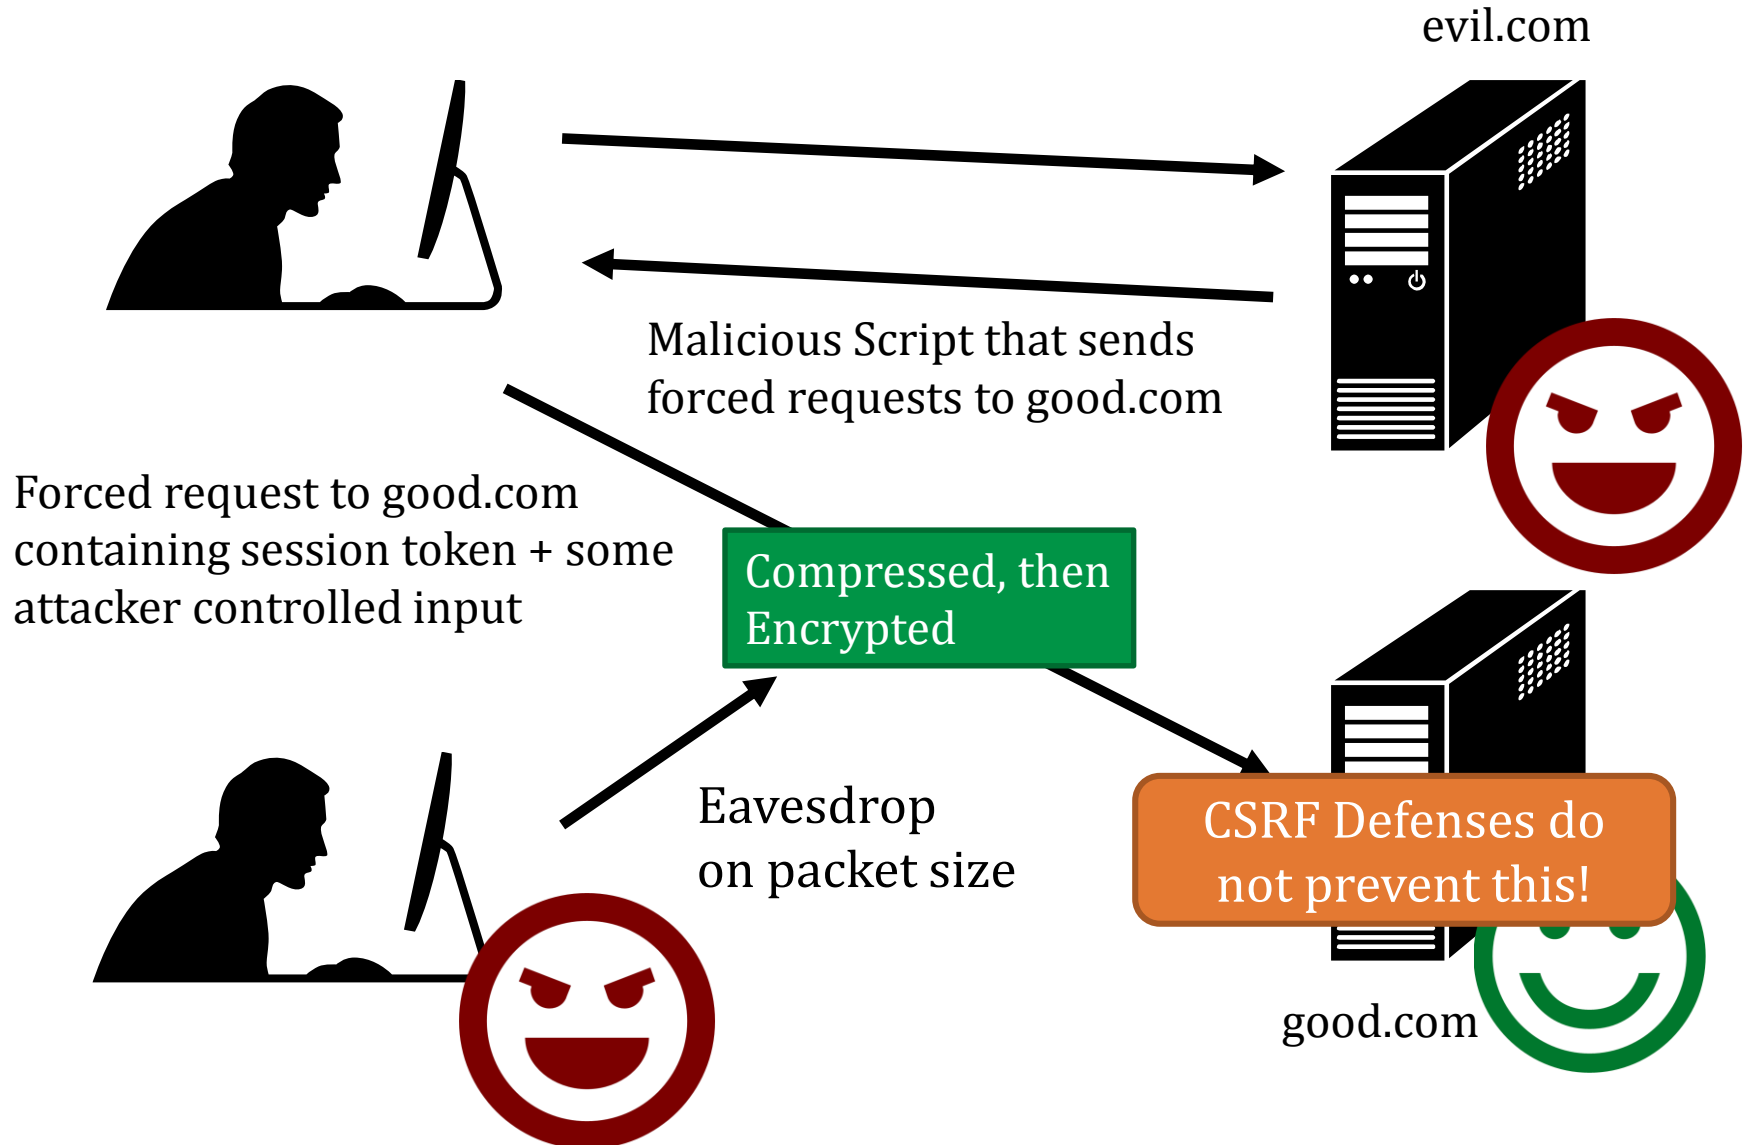 evil.com
Malicious Script that sends
forced requests to good.com
Forced request to good.com
containing session token + some
attacker controlled input
Compressed, then
Encrypted
Eavesdrop
on packet size
CSRF Defenses do
not prevent this!
good.com